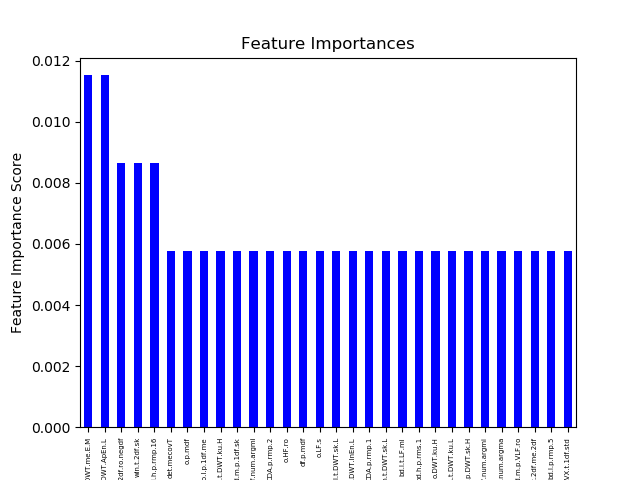 Feature Importances
Feature Importance Score
0.012
0.010
0.008
0.006
0.004
0.002
0.000
DWT.me.E.M
DWT.ApEn.L
2df.ro.negdf
win.t.2df.sk
.h.p.rmp.16
det.mecovT
o.p.mdf
o.l.p.1df.me
.t.DWT.ku.H
l.m.p.1df.sk
f.num.argmi
CDA.p.rmp.2
o.HF.ro
df.p.mdf
o.LF.s
l.t.DWT.sk.L
DWT.InEn.L
CDA.p.rmp.1
o.t.DWT.sk.L
bd.l.t.LF.mi
bd.h.p.rms.1
o.DWT.ku.H
.t.DWT.ku.L
.p.DWT.sk.H
f.num.argmi
.num.argma
l.m.p.VLF.ro
.2df.me.2df
bd.l.p.rmp.5
VX.t.1df.std